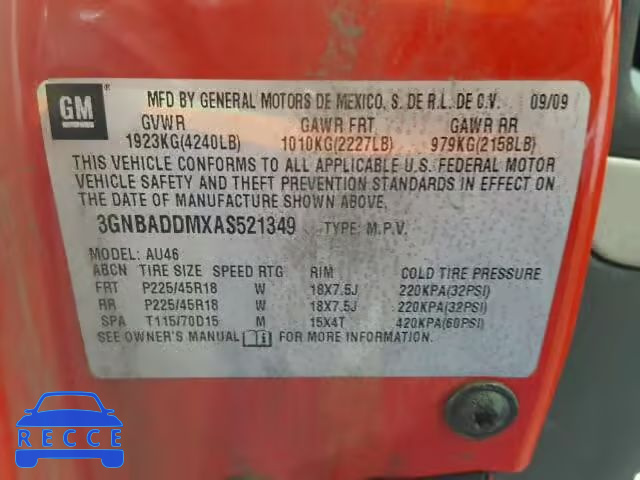 GM
MFD BY GENERAL MOTORS DE MEXICO, S. DE R.L. DE C.V. 09/09
GVWR GAWR FRT GAWR RR
1923KG(4240LB) 1010KG(2227LB) 979KG(2158LB)
THIS VEHICLE CONFORMS TO ALL APPLICABLE U.S. FEDERAL MOTOR
VEHICLE SAFETY AND THEFT PREVENTION STANDARDS IN EFFECT ON
THE DATE OF MANUFACTURE SHOWN ABOVE.
3GNBADDMXAS521349 TYPE: M.P.V.
MODEL: AU46
ABCN TIRE SIZE SPEED RTG RIM COLD TIRE PRESSURE
FRT P225/45R18 W 18X7.5J 220KPA(32PSI)
RR P225/45R18 W 18X7.5J 220KPA(32PSI)
SPA T115/70D15 M 15X4T 420KPA(60PSI)
SEE OWNER'S MANUAL FOR MORE INFORMATION.
RECCE